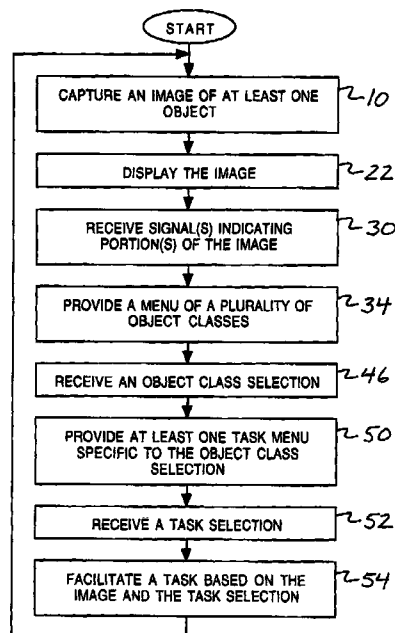 START
CAPTURE AN IMAGE OF AT LEAST ONE
OBJECT
10
DISPLAY THE IMAGE
22
RECEIVE SIGNAL(S) INDICATING
PORTION(S) OF THE IMAGE
30
PROVIDE A MENU OF A PLURALITY OF
OBJECT CLASSES
34
RECEIVE AN OBJECT CLASS SELECTION
46
PROVIDE AT LEAST ONE TASK MENU
SPECIFIC TO THE OBJECT CLASS
SELECTION
50
RECEIVE A TASK SELECTION
52
FACILITATE A TASK BASED ON THE
IMAGE AND THE TASK SELECTION
54